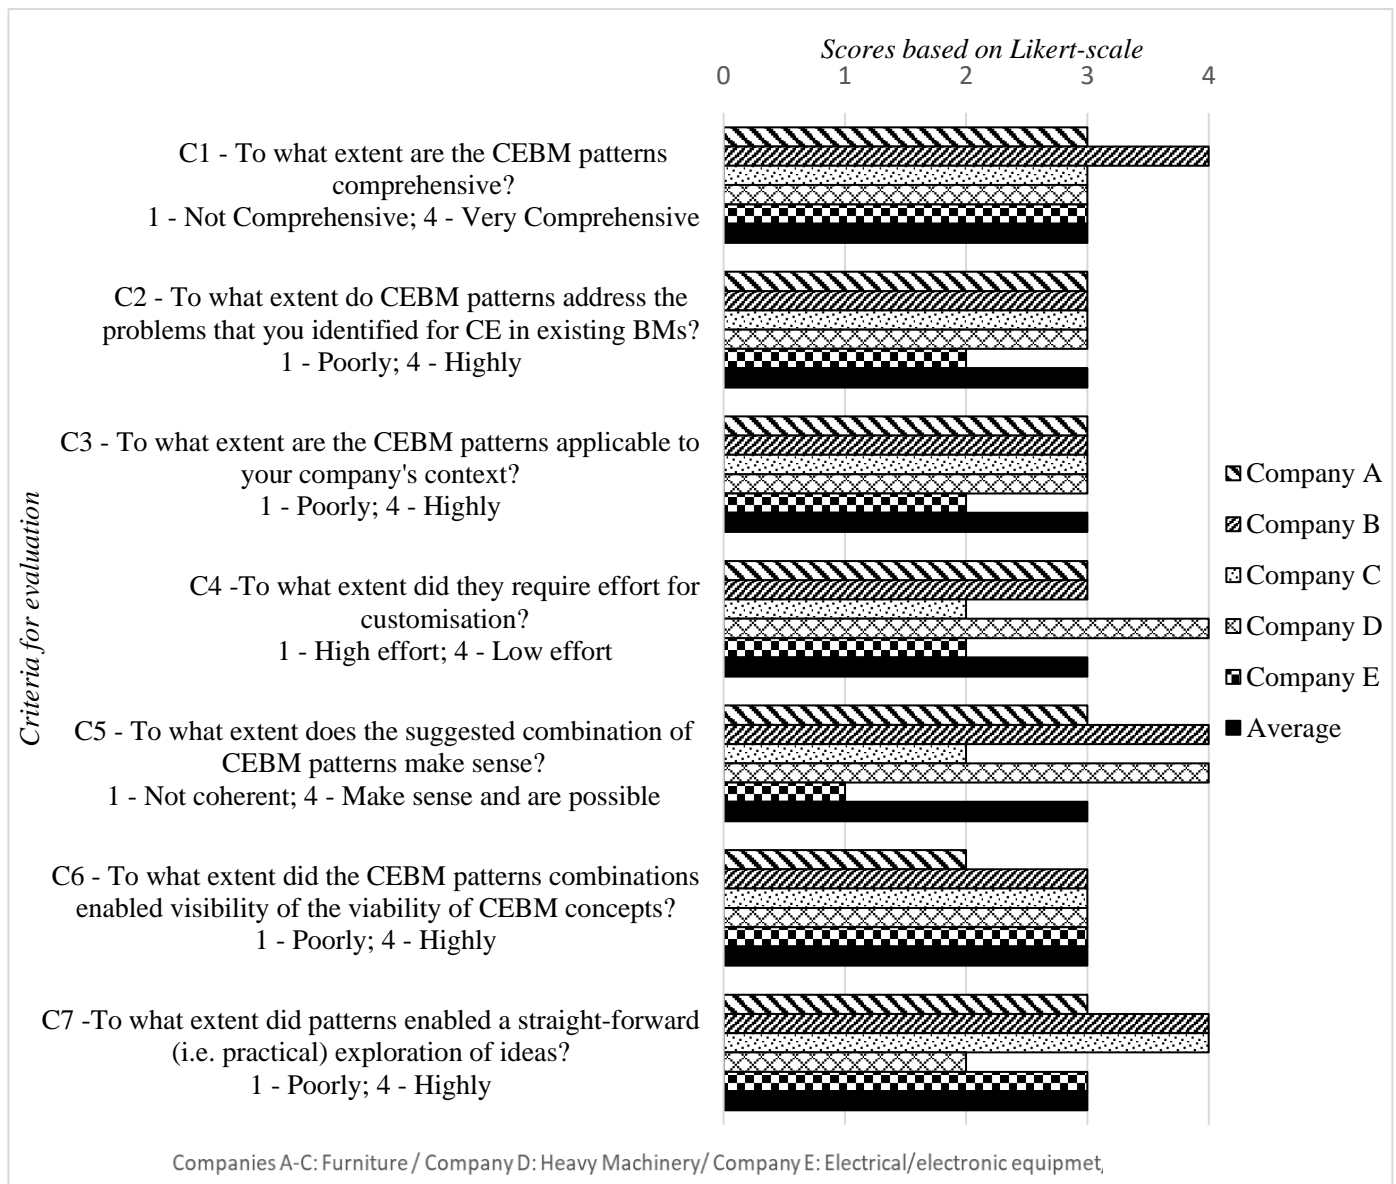 Scores based on Likert-scale
0 1 2 3 4
C1 - To what extent are the CEBM patterns
comprehensive?
1 - Not Comprehensive; 4 - Very Comprehensive
C2 - To what extent do CEBM patterns address the
problems that you identified for CE in existing BMs?
1 - Poorly; 4 - Highly
C3 - To what extent are the CEBM patterns applicable to
your company's context?
1 - Poorly; 4 - Highly
C4 -To what extent did they require effort for
customisation?
1 - High effort; 4 - Low effort
C5 - To what extent does the suggested combination of
CEBM patterns make sense?
1 - Not coherent; 4 - Make sense and are possible
C6 - To what extent did the CEBM patterns combinations
enabled visibility of the viability of CEBM concepts?
1 - Poorly; 4 - Highly
C7 -To what extent did patterns enabled a straight-forward
(i.e. practical) exploration of ideas?
1 - Poorly; 4 - Highly
Criteria for evaluation
Company A
Company B
Company C
Company D
Company E
Average
Companies A-C: Furniture / Company D: Heavy Machinery/ Company E: Electrical/electronic equipmet,